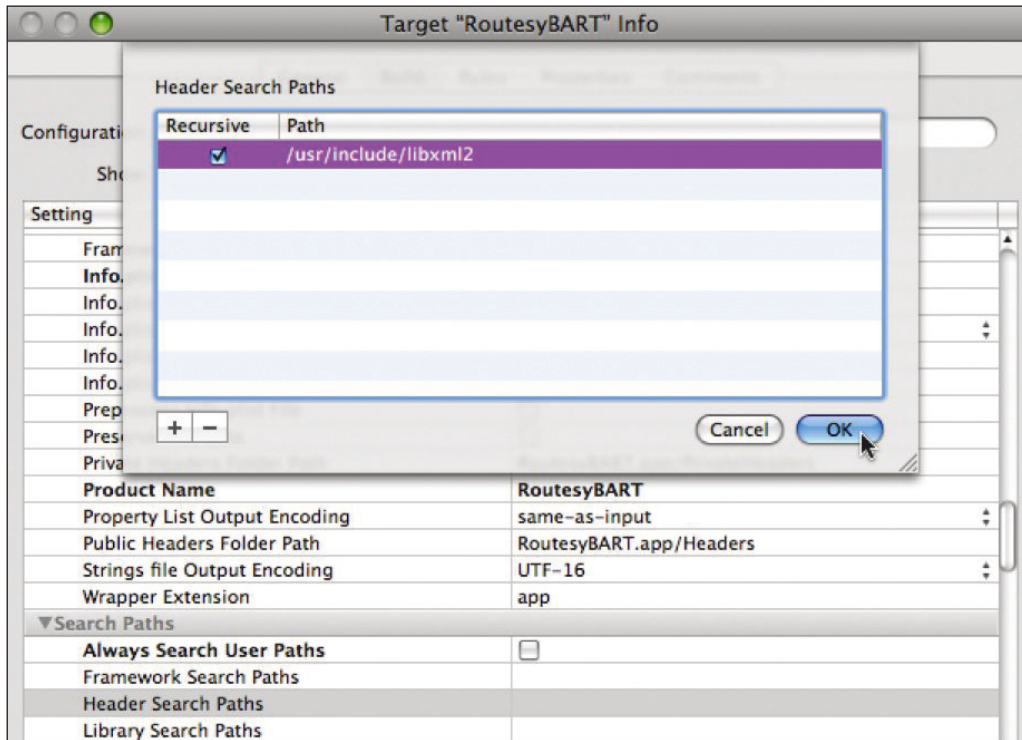 Target “RoutesyBART” Info
Header Search Paths
Recursive Path
/usr/include/libxml2
+ −
Cancel OK
Configurati
Sho
Setting
Fram
Info.
Info.
Info.
Info.
Info.
Prep
Pres
Priva
Product Name RoutesyBART
Property List Output Encoding same-as-input
Public Headers Folder Path RoutesyBART.app/Headers
Strings file Output Encoding UTF-16
Wrapper Extension app
▼Search Paths
Always Search User Paths
Framework Search Paths
Header Search Paths
Library Search Paths